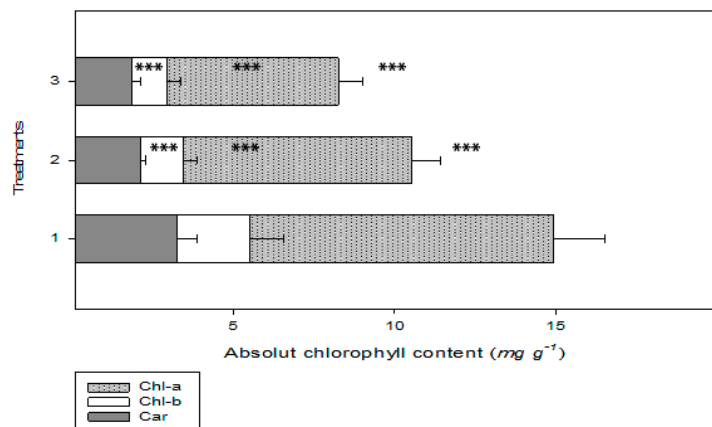 *** *** ***
3
*** *** ***
2
Treatments
1
5 10 15
Absolut chlorophyll content (mg g⁻¹)
Chl-a
Chl-b
Car